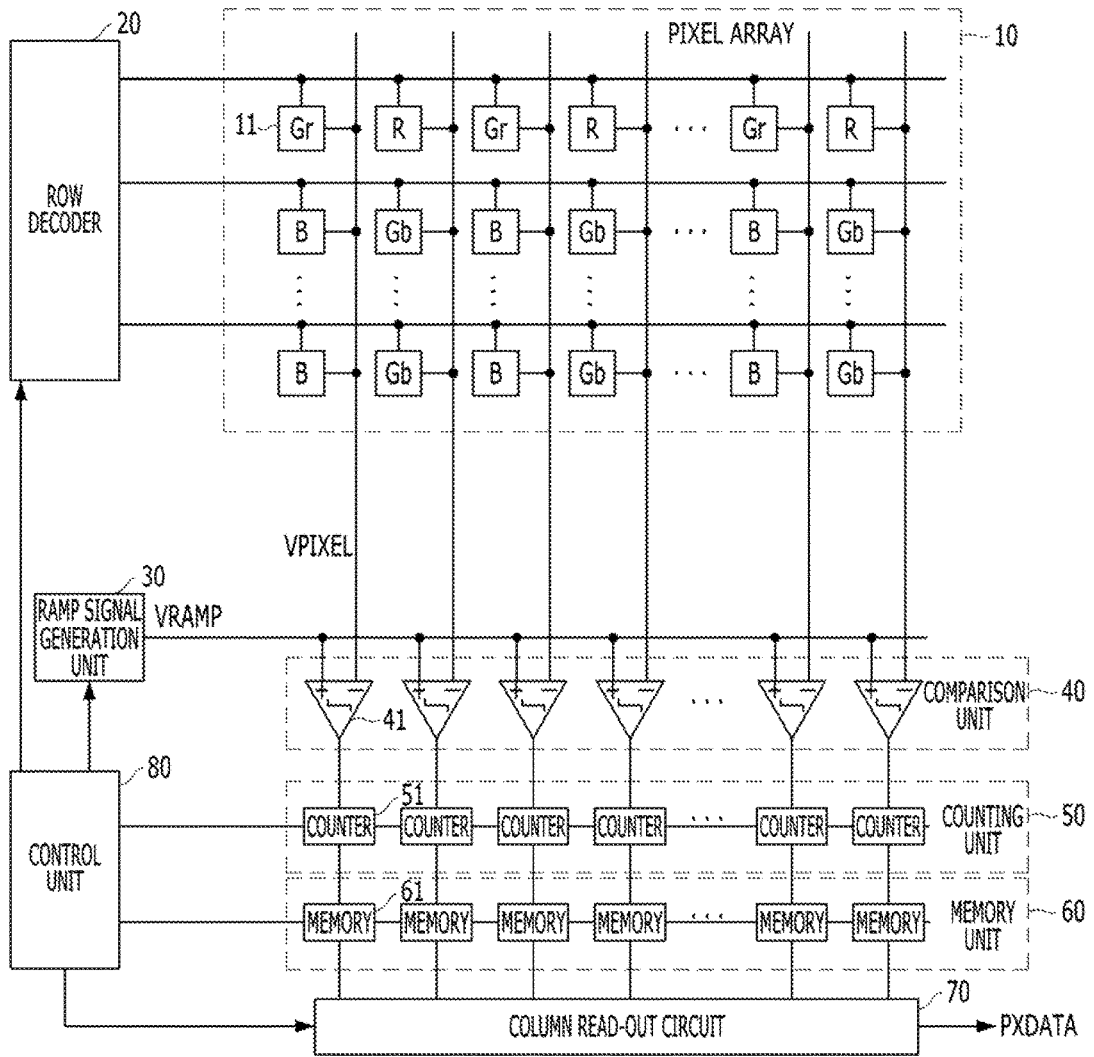 20
PIXEL ARRAY
10
11
Gr R Gr R ... Gr R
ROW
DECODER
B Gb B Gb ... B Gb
B Gb B Gb ... B Gb
VPIXEL
30
RAMP SIGNAL
GENERATION
UNIT
VRAMP
+ − + − + − + − ... + − + −
41
COMPARISON
UNIT
40
80
CONTROL
UNIT
51
COUNTER COUNTER COUNTER COUNTER ... COUNTER COUNTER
COUNTING
UNIT
50
61
MEMORY MEMORY MEMORY MEMORY ... MEMORY MEMORY
MEMORY
UNIT
60
70
COLUMN READ-OUT CIRCUIT
PXDATA